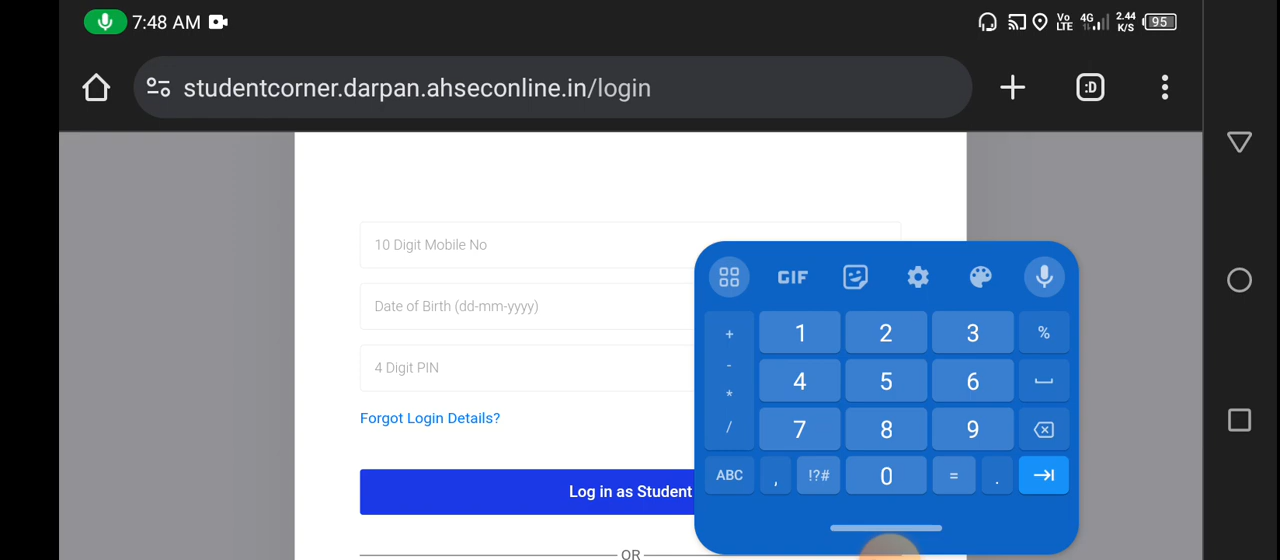 7:48 AM Vo LTE 4G 2.44 K/S 95
studentcorner.darpan.ahseconline.in/login :D
10 Digit Mobile No
Date of Birth (dd-mm-yyyy)
4 Digit PIN
Forgot Login Details?
Log in as Student
OR
GIF
+ 1 2 3 %
- 4 5 6
*
/ 7 8 9
ABC , !?# 0 = .